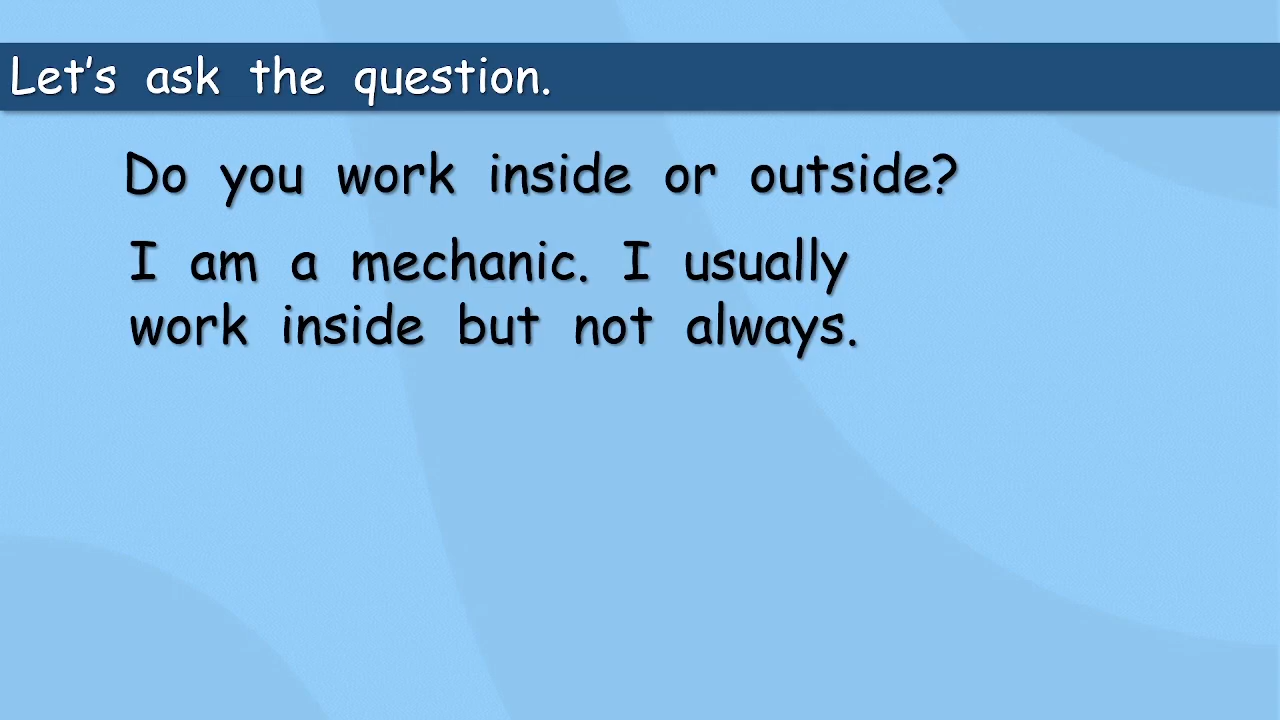 Let's ask the question.
Do you work inside or outside?
I am a mechanic. I usually
work inside but not always.